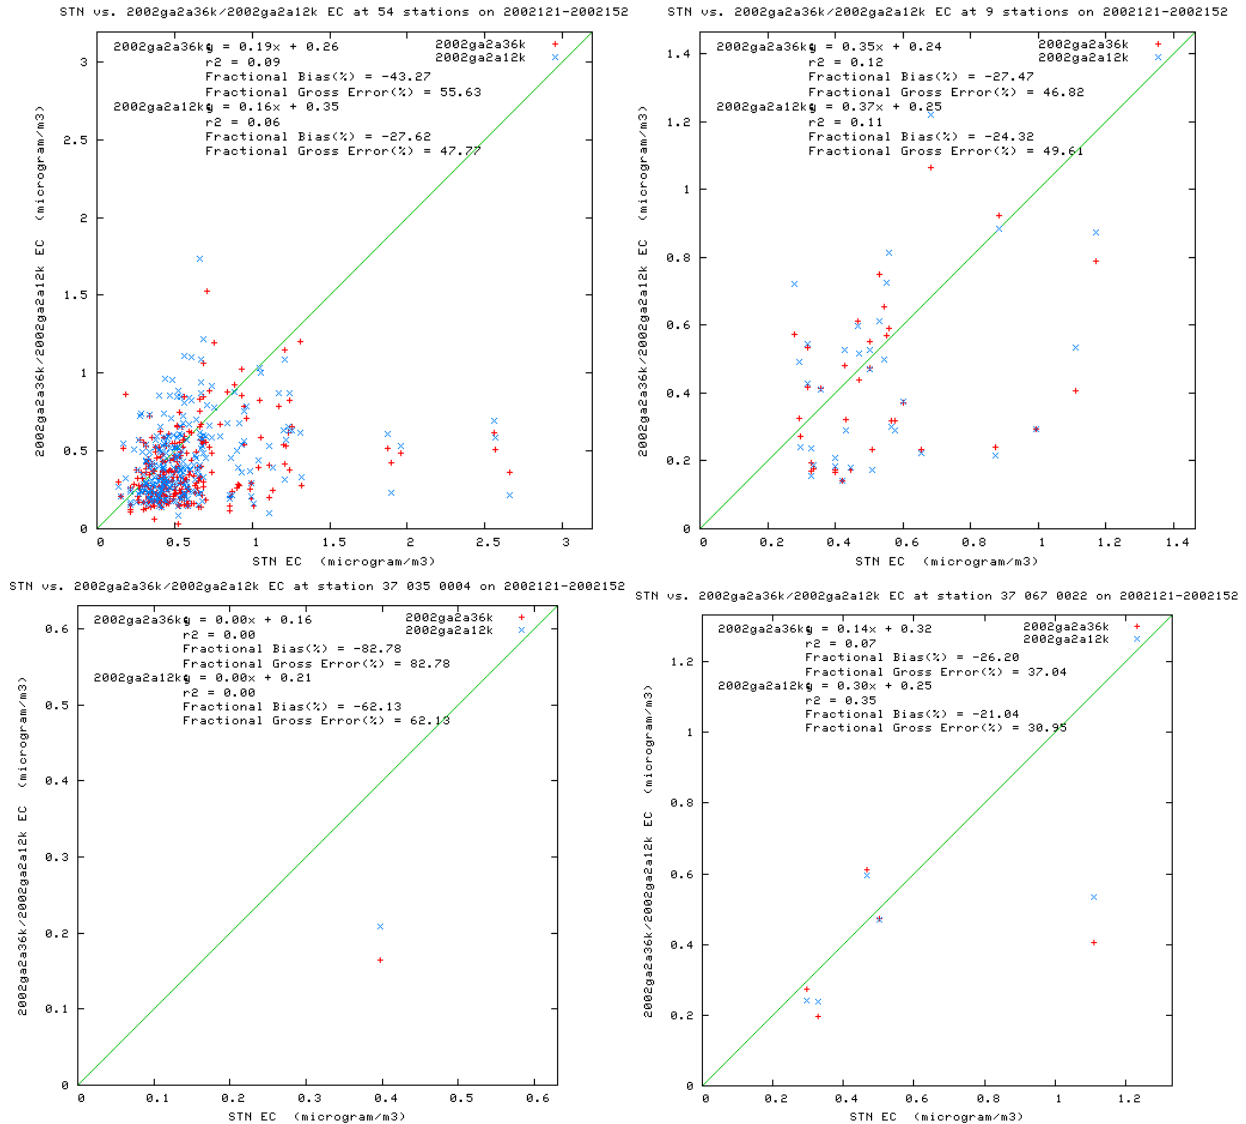 STN vs. 2002ga2a36k/2002ga2a12k EC at 54 stations on 2002121-2002152
2002ga2a36k: y = 0.19x + 0.26
r2 = 0.09
Fractional Bias(%) = -43.27
Fractional Gross Error(%) = 55.63
2002ga2a12k: y = 0.16x + 0.35
r2 = 0.06
Fractional Bias(%) = -27.62
Fractional Gross Error(%) = 47.77
2002ga2a36k
2002ga2a12k
2002ga2a36k/2002ga2a12k EC (microgram/m3)
3
2.5
2
1.5
1
0.5
0
0 0.5 1 1.5 2 2.5 3
STN EC (microgram/m3)
STN vs. 2002ga2a36k/2002ga2a12k EC at 9 stations on 2002121-2002152
2002ga2a36k: y = 0.35x + 0.24
r2 = 0.12
Fractional Bias(%) = -27.47
Fractional Gross Error(%) = 46.82
2002ga2a12k: y = 0.37x + 0.25
r2 = 0.11
Fractional Bias(%) = -24.32
Fractional Gross Error(%) = 49.61
2002ga2a36k
2002ga2a12k
2002ga2a36k/2002ga2a12k EC (microgram/m3)
1.4
1.2
1
0.8
0.6
0.4
0.2
0
0 0.2 0.4 0.6 0.8 1 1.2 1.4
STN EC (microgram/m3)
STN vs. 2002ga2a36k/2002ga2a12k EC at station 37 035 0004 on 2002121-2002152
2002ga2a36k: y = 0.00x + 0.16
r2 = 0.00
Fractional Bias(%) = -82.78
Fractional Gross Error(%) = 82.78
2002ga2a12k: y = 0.00x + 0.21
r2 = 0.00
Fractional Bias(%) = -62.13
Fractional Gross Error(%) = 62.13
2002ga2a36k
2002ga2a12k
2002ga2a36k/2002ga2a12k EC (microgram/m3)
0.6
0.5
0.4
0.3
0.2
0.1
0
0 0.1 0.2 0.3 0.4 0.5 0.6
STN EC (microgram/m3)
STN vs. 2002ga2a36k/2002ga2a12k EC at station 37 067 0022 on 2002121-2002152
2002ga2a36k: y = 0.14x + 0.32
r2 = 0.07
Fractional Bias(%) = -26.20
Fractional Gross Error(%) = 37.04
2002ga2a12k: y = 0.30x + 0.25
r2 = 0.35
Fractional Bias(%) = -21.04
Fractional Gross Error(%) = 30.95
2002ga2a36k
2002ga2a12k
2002ga2a36k/2002ga2a12k EC (microgram/m3)
1.2
1
0.8
0.6
0.4
0.2
0
0 0.2 0.4 0.6 0.8 1 1.2
STN EC (microgram/m3)